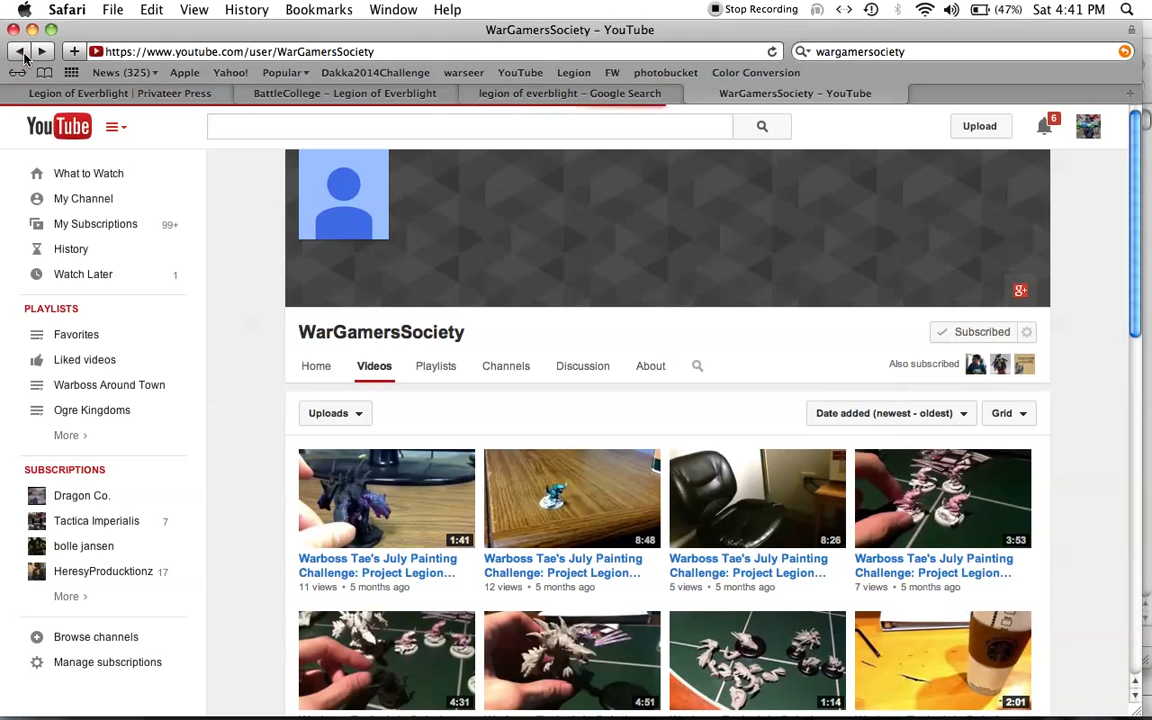 Safari File Edit View History Bookmarks Window Help Stop Recording (47%) Sat 4:41 PM
WarGamersSociety – YouTube
https://www.youtube.com/user/WarGamersSociety wargamersociety
News (325) Apple Yahoo! Popular Dakka2014Challenge warseer YouTube Legion FW photobucket Color Conversion
Legion of Everblight | Privateer Press BattleCollege – Legion of Everblight legion of everblight – Google Search WarGamersSociety – YouTube
YouTube Upload 6
What to Watch
My Channel
My Subscriptions 99+
History
Watch Later 1
PLAYLISTS
Favorites
Liked videos
Warboss Around Town
Ogre Kingdoms
More ›
SUBSCRIPTIONS
Dragon Co.
Tactica Imperialis 7
bolle jansen
HeresyProducktionz 17
More ›
Browse channels
Manage subscriptions
g+
WarGamersSociety Subscribed
Home Videos Playlists Channels Discussion About Also subscribed
Uploads Date added (newest - oldest) Grid
1:41 8:48 8:26 3:53
Warboss Tae's July Painting Challenge: Project Legion...
11 views • 5 months ago
Warboss Tae's July Painting Challenge: Project Legion...
12 views • 5 months ago
Warboss Tae's July Painting Challenge: Project Legion...
5 views • 5 months ago
Warboss Tae's July Painting Challenge: Project Legion...
7 views • 5 months ago
4:31 4:51 1:14 2:01